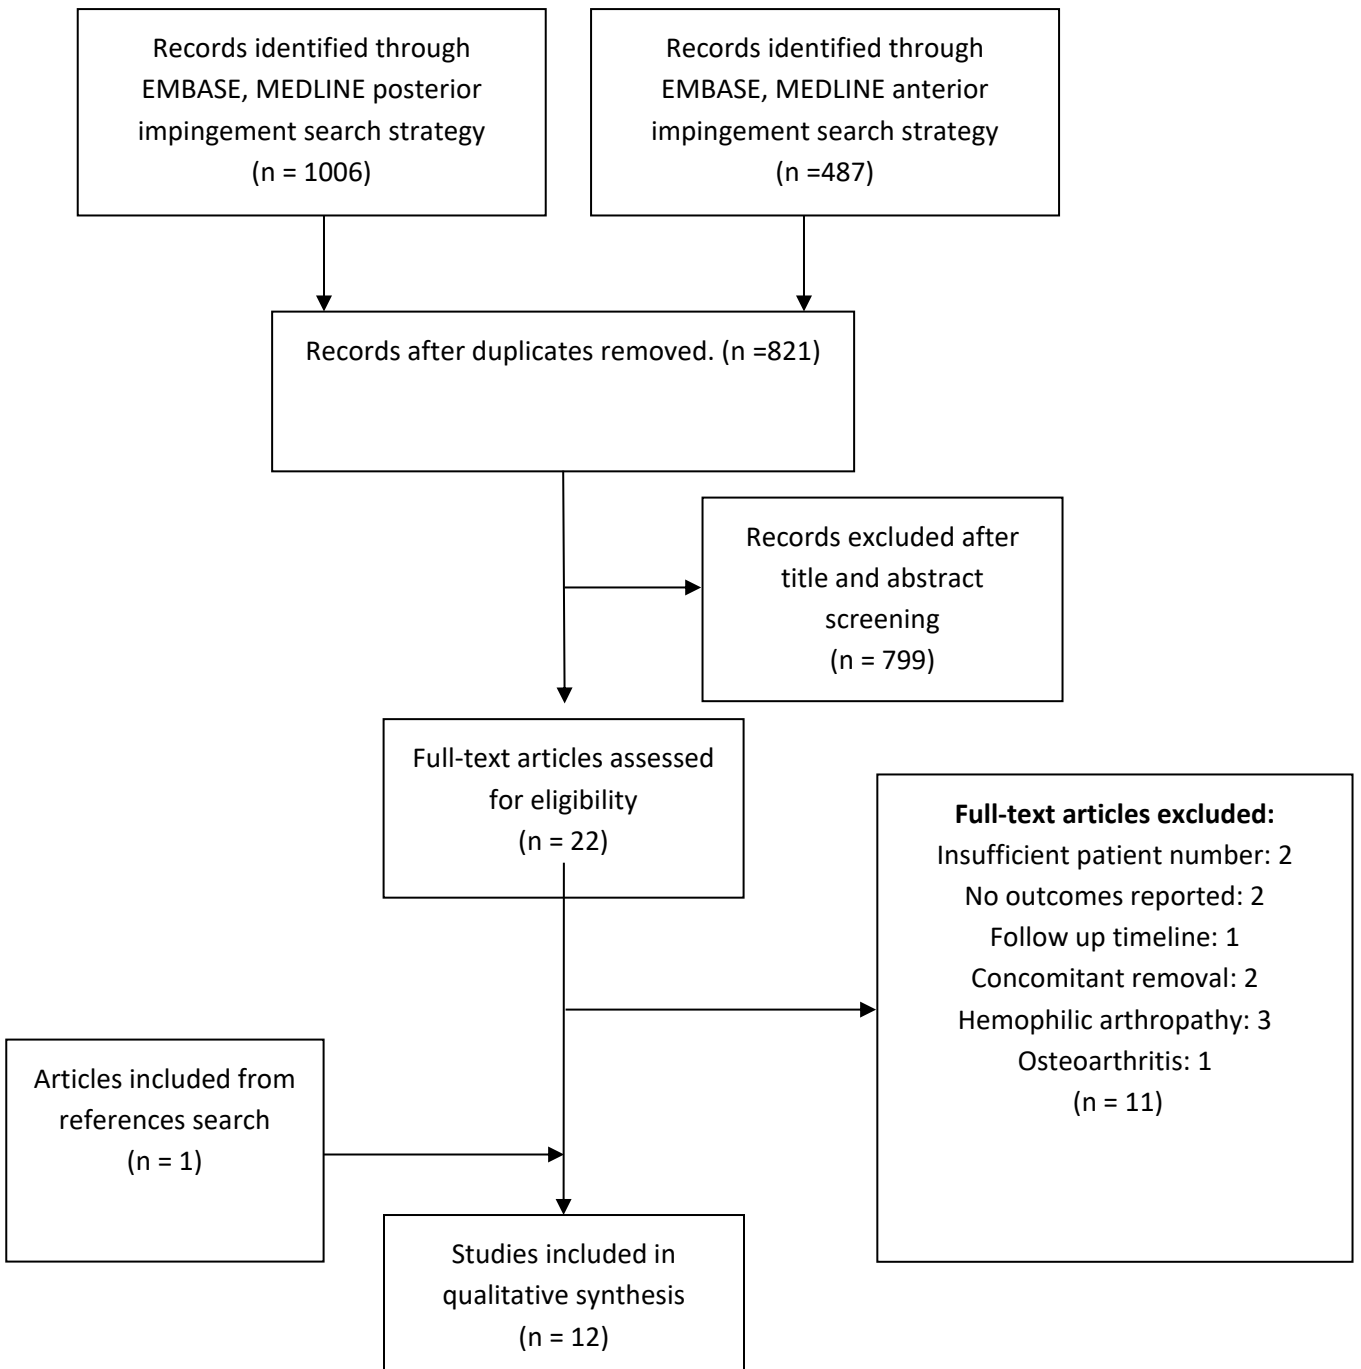 Records identified through
EMBASE, MEDLINE posterior
impingement search strategy
(n = 1006)
Records identified through
EMBASE, MEDLINE anterior
impingement search strategy
(n =487)
Records after duplicates removed. (n =821)
Records excluded after
title and abstract
screening
(n = 799)
Full-text articles assessed
for eligibility
(n = 22)
Full-text articles excluded:
Insufficient patient number: 2
No outcomes reported: 2
Follow up timeline: 1
Concomitant removal: 2
Hemophilic arthropathy: 3
Osteoarthritis: 1
(n = 11)
Articles included from
references search
(n = 1)
Studies included in
qualitative synthesis
(n = 12)